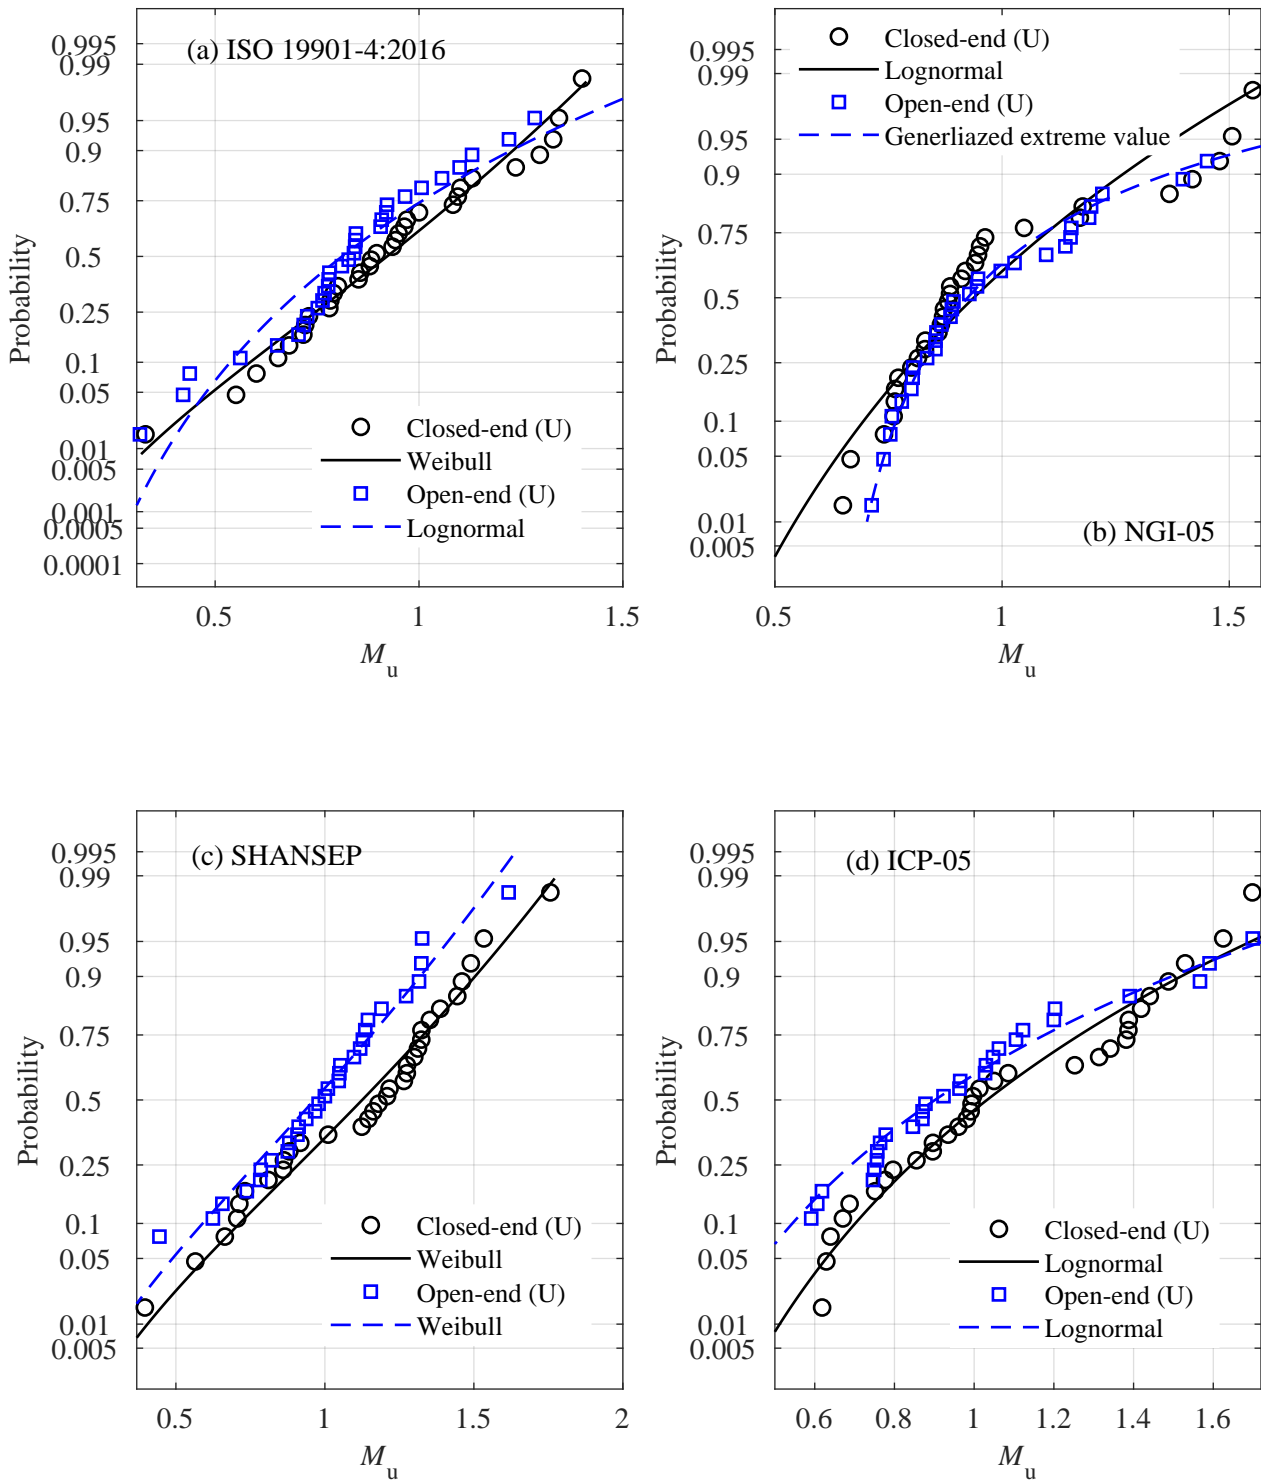 (a) ISO 19901-4:2016
0.995
0.99
0.95
0.9
0.75
0.5
0.25
0.1
0.05
0.01
0.005
0.001
0.0005
0.0001
Probability
Closed-end (U)
Weibull
Open-end (U)
Lognormal
0.5
1
1.5
M_u
Closed-end (U)
Lognormal
Open-end (U)
Generliazed extreme value
0.995
0.99
0.95
0.9
0.75
0.5
0.25
0.1
0.05
0.01
0.005
Probability
(b) NGI-05
0.5
1
1.5
M_u
(c) SHANSEP
0.995
0.99
0.95
0.9
0.75
0.5
0.25
0.1
0.05
0.01
0.005
Probability
Closed-end (U)
Weibull
Open-end (U)
Weibull
0.5
1
1.5
2
M_u
(d) ICP-05
0.995
0.99
0.95
0.9
0.75
0.5
0.25
0.1
0.05
0.01
0.005
Probability
Closed-end (U)
Lognormal
Open-end (U)
Lognormal
0.6
0.8
1
1.2
1.4
1.6
M_u